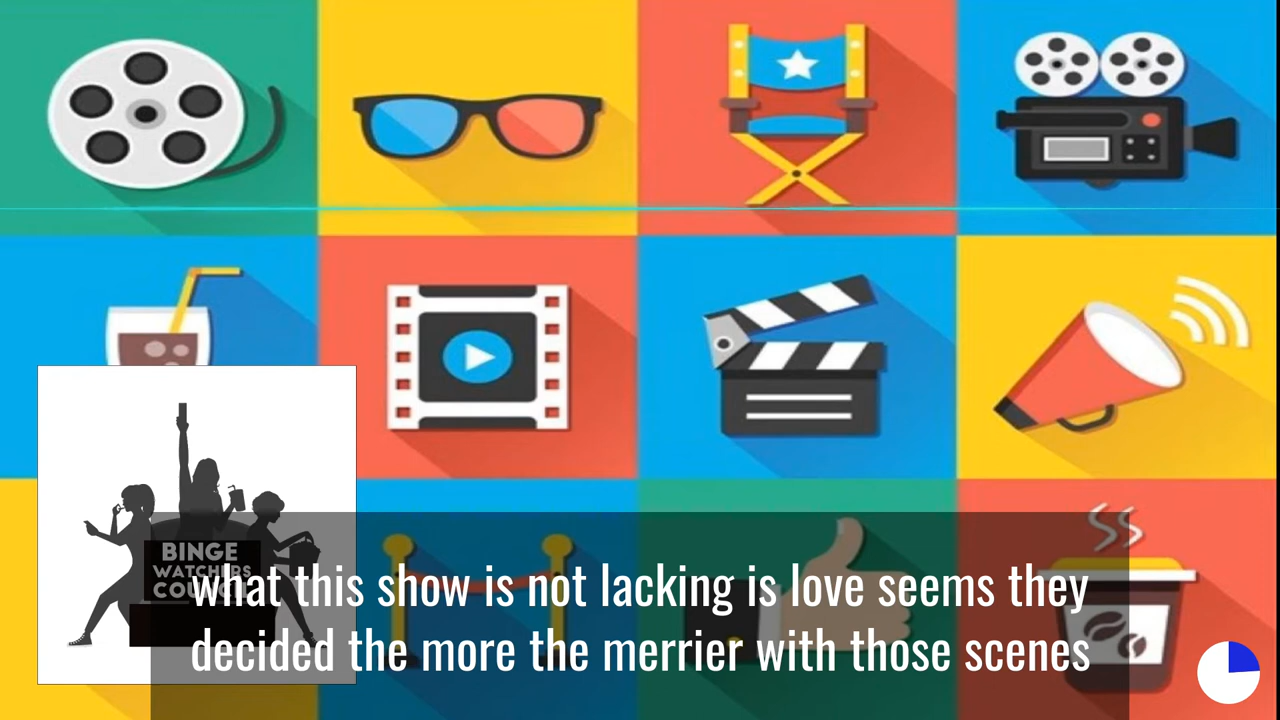 BINGE
WATCHERS
COUNCIL
what this show is not lacking is love seems they
decided the more the merrier with those scenes